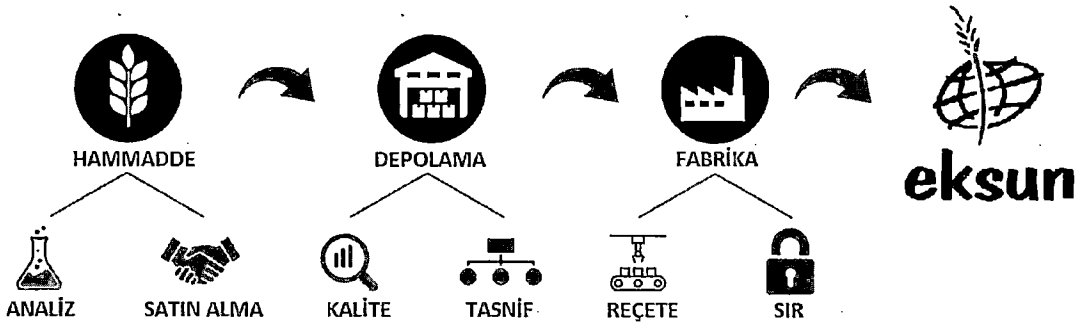 HAMMADDE
DEPOLAMA
FABRİKA
eksun
ANALİZ
SATIN ALMA
KALİTE
TASNİF
REÇETE
SIR